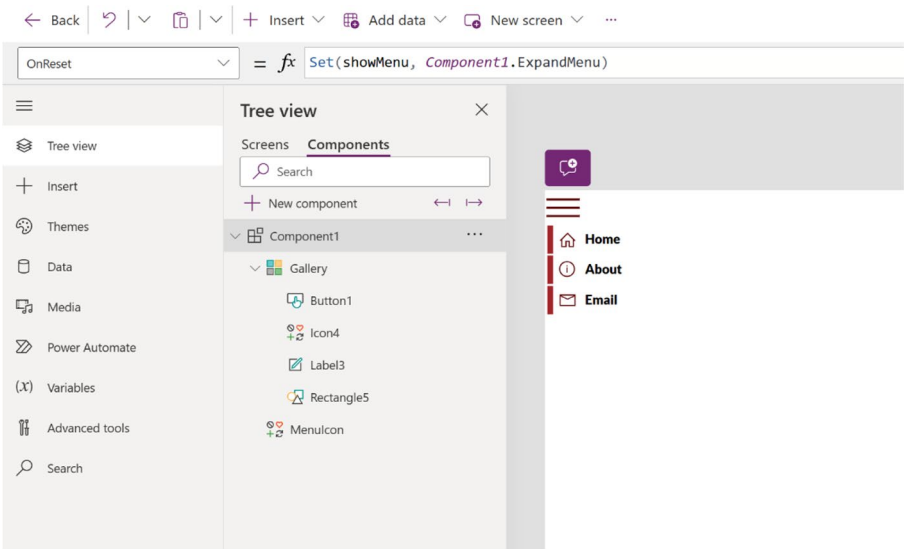 Back Insert Add data New screen ...
OnReset = fx Set(showMenu, Component1.ExpandMenu)
Tree view
Screens Components
Search
New component
Component1 ...
Gallery
Button1
Icon4
Label3
Rectangle5
MenuIcon
Tree view
Insert
Themes
Data
Media
Power Automate
(x) Variables
Advanced tools
Search
Home
About
Email